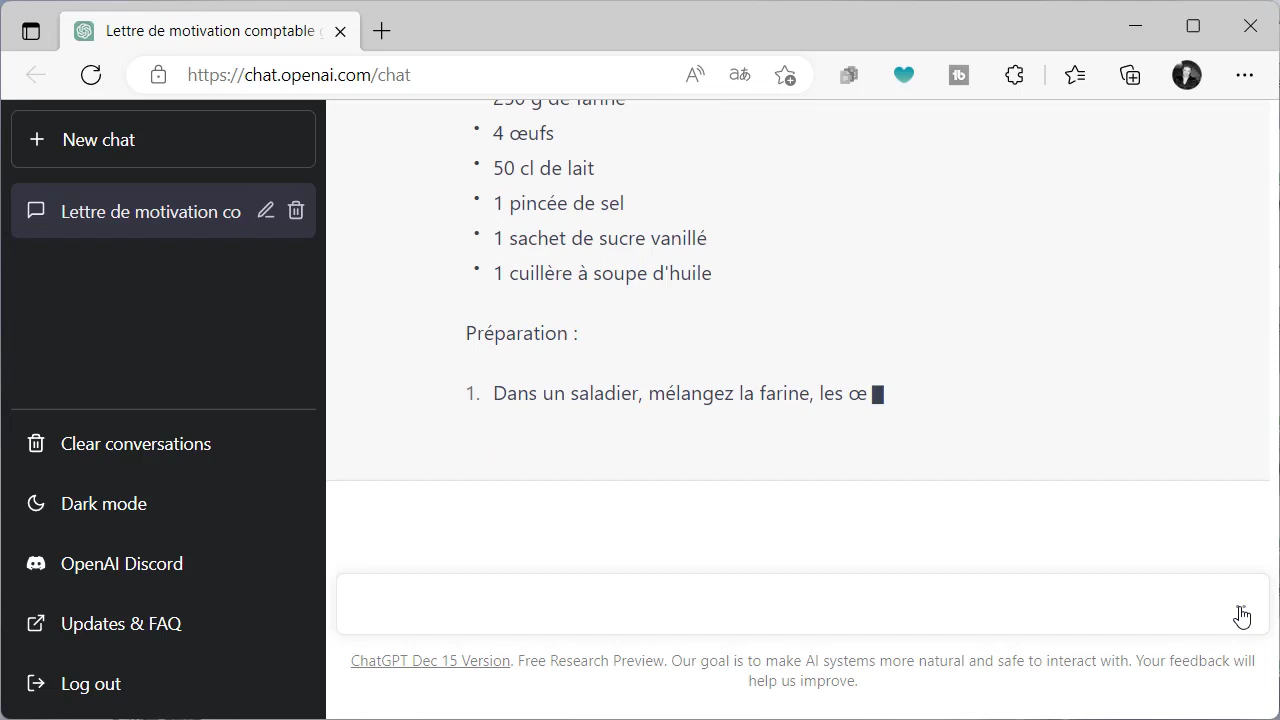 Lettre de motivation comptable
https://chat.openai.com/chat
New chat
Lettre de motivation co
Clear conversations
Dark mode
OpenAI Discord
Updates & FAQ
Log out
250 g de farine
• 4 œufs
• 50 cl de lait
• 1 pincée de sel
• 1 sachet de sucre vanillé
• 1 cuillère à soupe d'huile
Préparation :
1. Dans un saladier, mélangez la farine, les œ
ChatGPT Dec 15 Version. Free Research Preview. Our goal is to make AI systems more natural and safe to interact with. Your feedback will
help us improve.